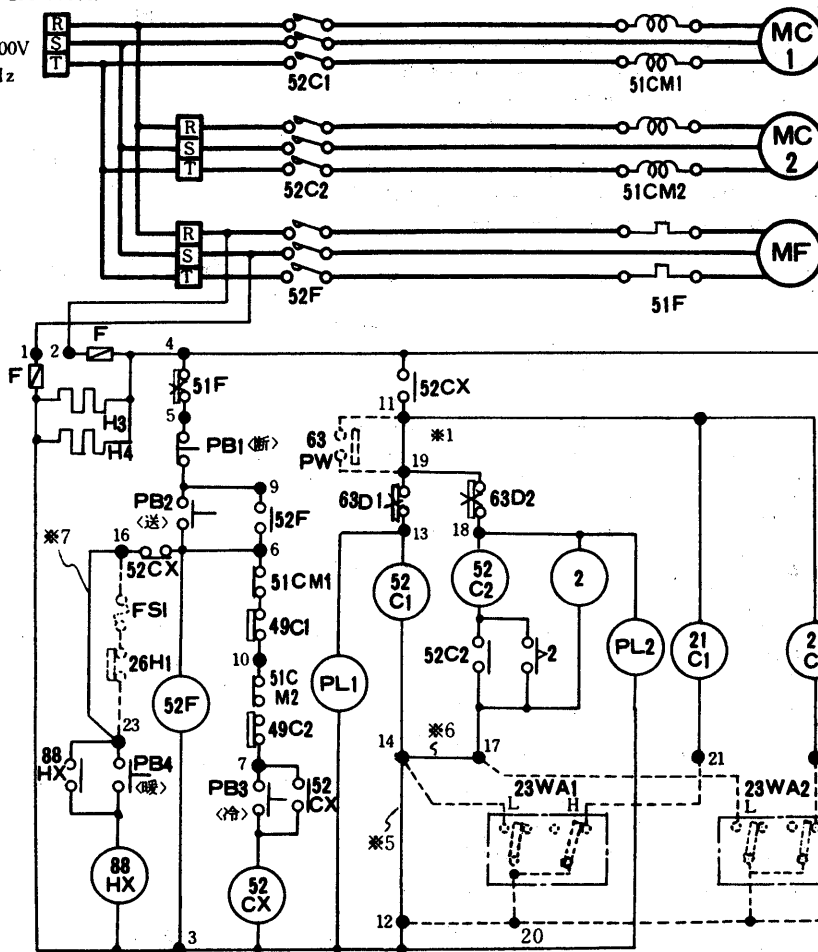 R
S
T
00V
Hz
52C1
51CM1
MC
1
R
S
T
52C2
51CM2
MC
2
R
S
T
52F
51F
MF
1
2
F
4
F
51F
52CX
H3
H4
5
11
※1
PB1〈断〉
63
PW
19
PB2
〈送〉
9
52F
63D1
63D2
※7
16
52CX
6
13
18
51CM1
52
C1
52
C2
2
FS1
49C1
26H1
10
51C
M2
52C2
2
PL1
PL2
21
C1
2
C
52F
23
49C2
※6
88
HX
PB4
〈暖〉
7
PB3
〈冷〉
52
CX
14
17
21
23WA1
L
H
23WA2
L
※5
88
HX
52
CX
3
12
20